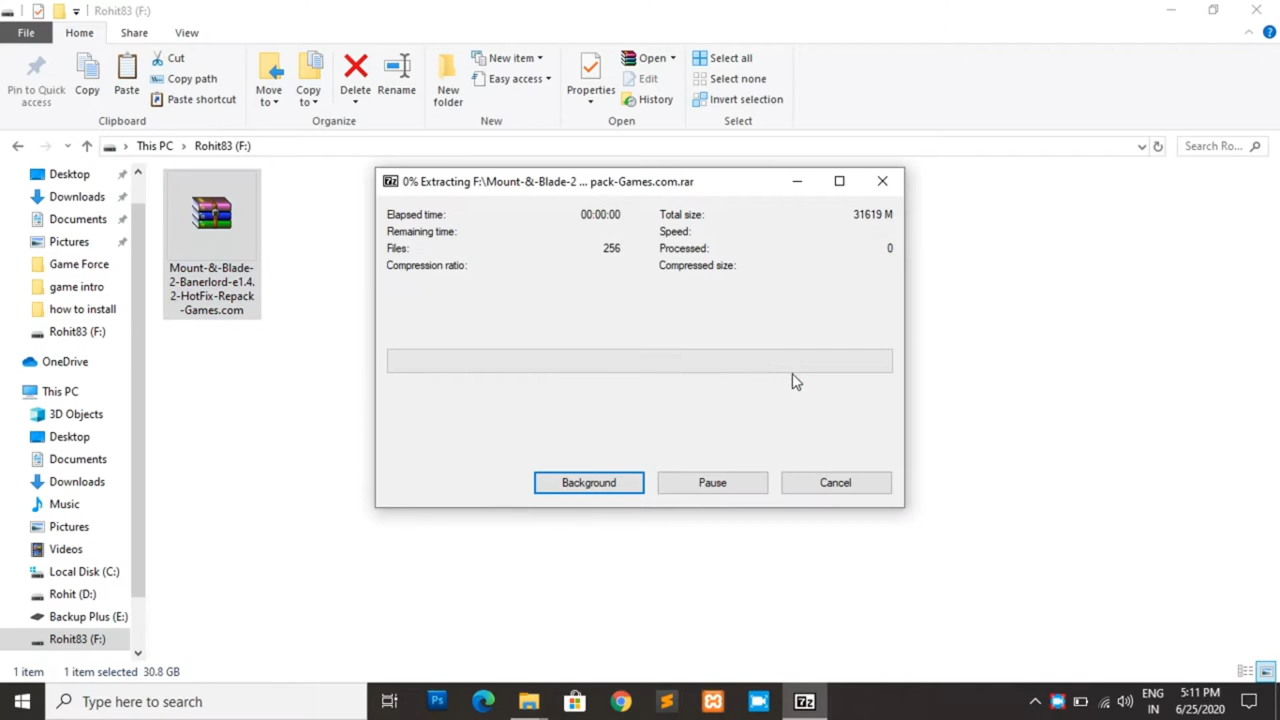 Rohit83 (F:)
File
Home
Share
View
Pin to Quick
access
Copy
Paste
Cut
Copy path
Paste shortcut
Clipboard
Move
to
Copy
to
Delete
Rename
Organize
New
folder
New item
Easy access
New
Properties
Open
Edit
History
Open
Select all
Select none
Invert selection
Select
This PC
Rohit83 (F:)
Search Ro...
Desktop
Downloads
Documents
Pictures
Game Force
game intro
how to install
Rohit83 (F:)
OneDrive
This PC
3D Objects
Desktop
Documents
Downloads
Music
Pictures
Videos
Local Disk (C:)
Rohit (D:)
Backup Plus (E:)
Rohit83 (F:)
Mount-&-Blade-
2-Banerlord-e1.4.
2-HotFix-Repack
-Games.com
7z 0% Extracting F:\Mount-&-Blade-2 ... pack-Games.com.rar
Elapsed time: 00:00:00
Total size: 31619 M
Remaining time:
Speed:
Files: 256
Processed: 0
Compression ratio:
Compressed size:
Background
Pause
Cancel
1 item
1 item selected 30.8 GB
Type here to search
Ps
7z
ENG
IN
5:11 PM
6/25/2020